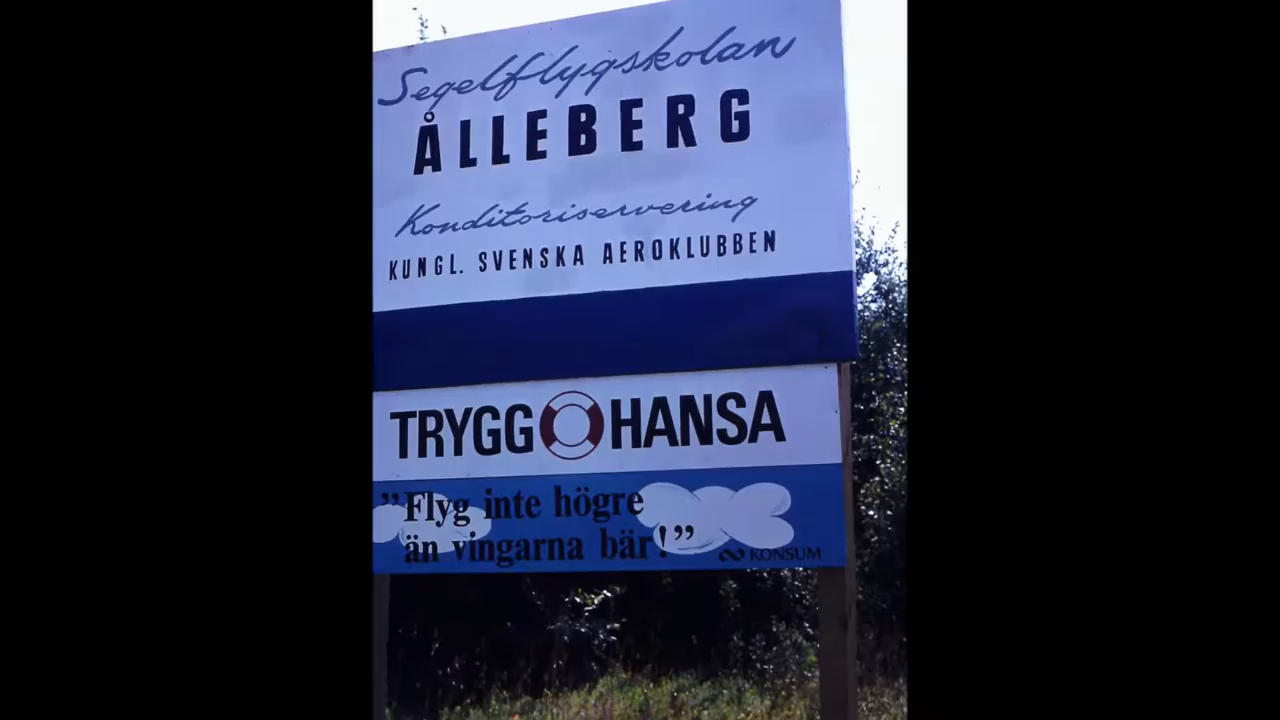 Segelflygskolan
ÅLLEBERG
Konditoriservering
KUNGL. SVENSKA AEROKLUBBEN
TRYGG HANSA
”Flyg inte högre
än vingarna bär!”
KONSUM